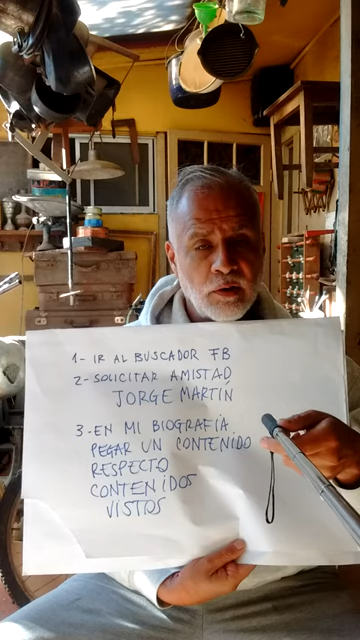 1- IR AL BUSCADOR FB
2- SOLICITAR AMISTAD
JORGE MARTÍN
3- EN MI BIOGRAFÍA
PEGAR UN CONTENIDO
RESPECTO
CONTENIDOS
VISTOS